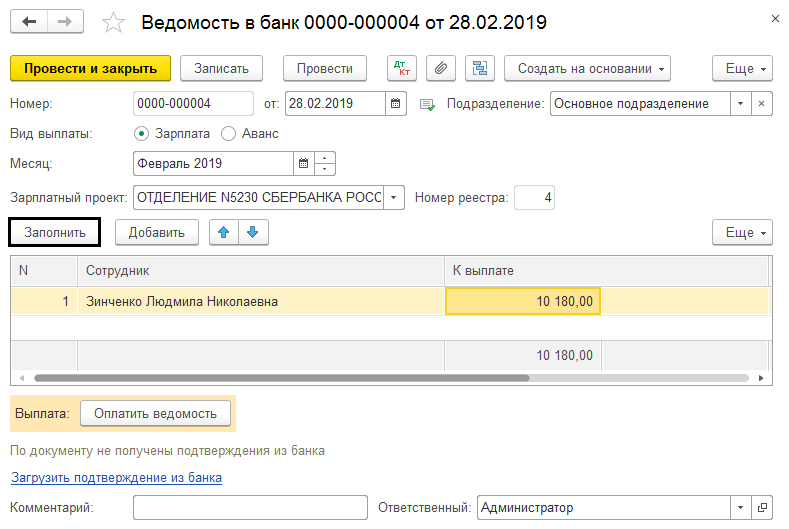 Ведомость в банк 0000-000004 от 28.02.2019
Провести и закрыть Записать Провести Дт Кт Создать на основании Еще
Номер: 0000-000004 от: 28.02.2019 Подразделение: Основное подразделение
Вид выплаты: Зарплата Аванс
Месяц: Февраль 2019
Зарплатный проект: ОТДЕЛЕНИЕ N5230 СБЕРБАНКА РОСС Номер реестра: 4
Заполнить Добавить Еще
N Сотрудник К выплате
1 Зинченко Людмила Николаевна 10 180,00
10 180,00
Выплата: Оплатить ведомость
По документу не получены подтверждения из банка
Загрузить подтверждение из банка
Комментарий: Ответственный: Администратор